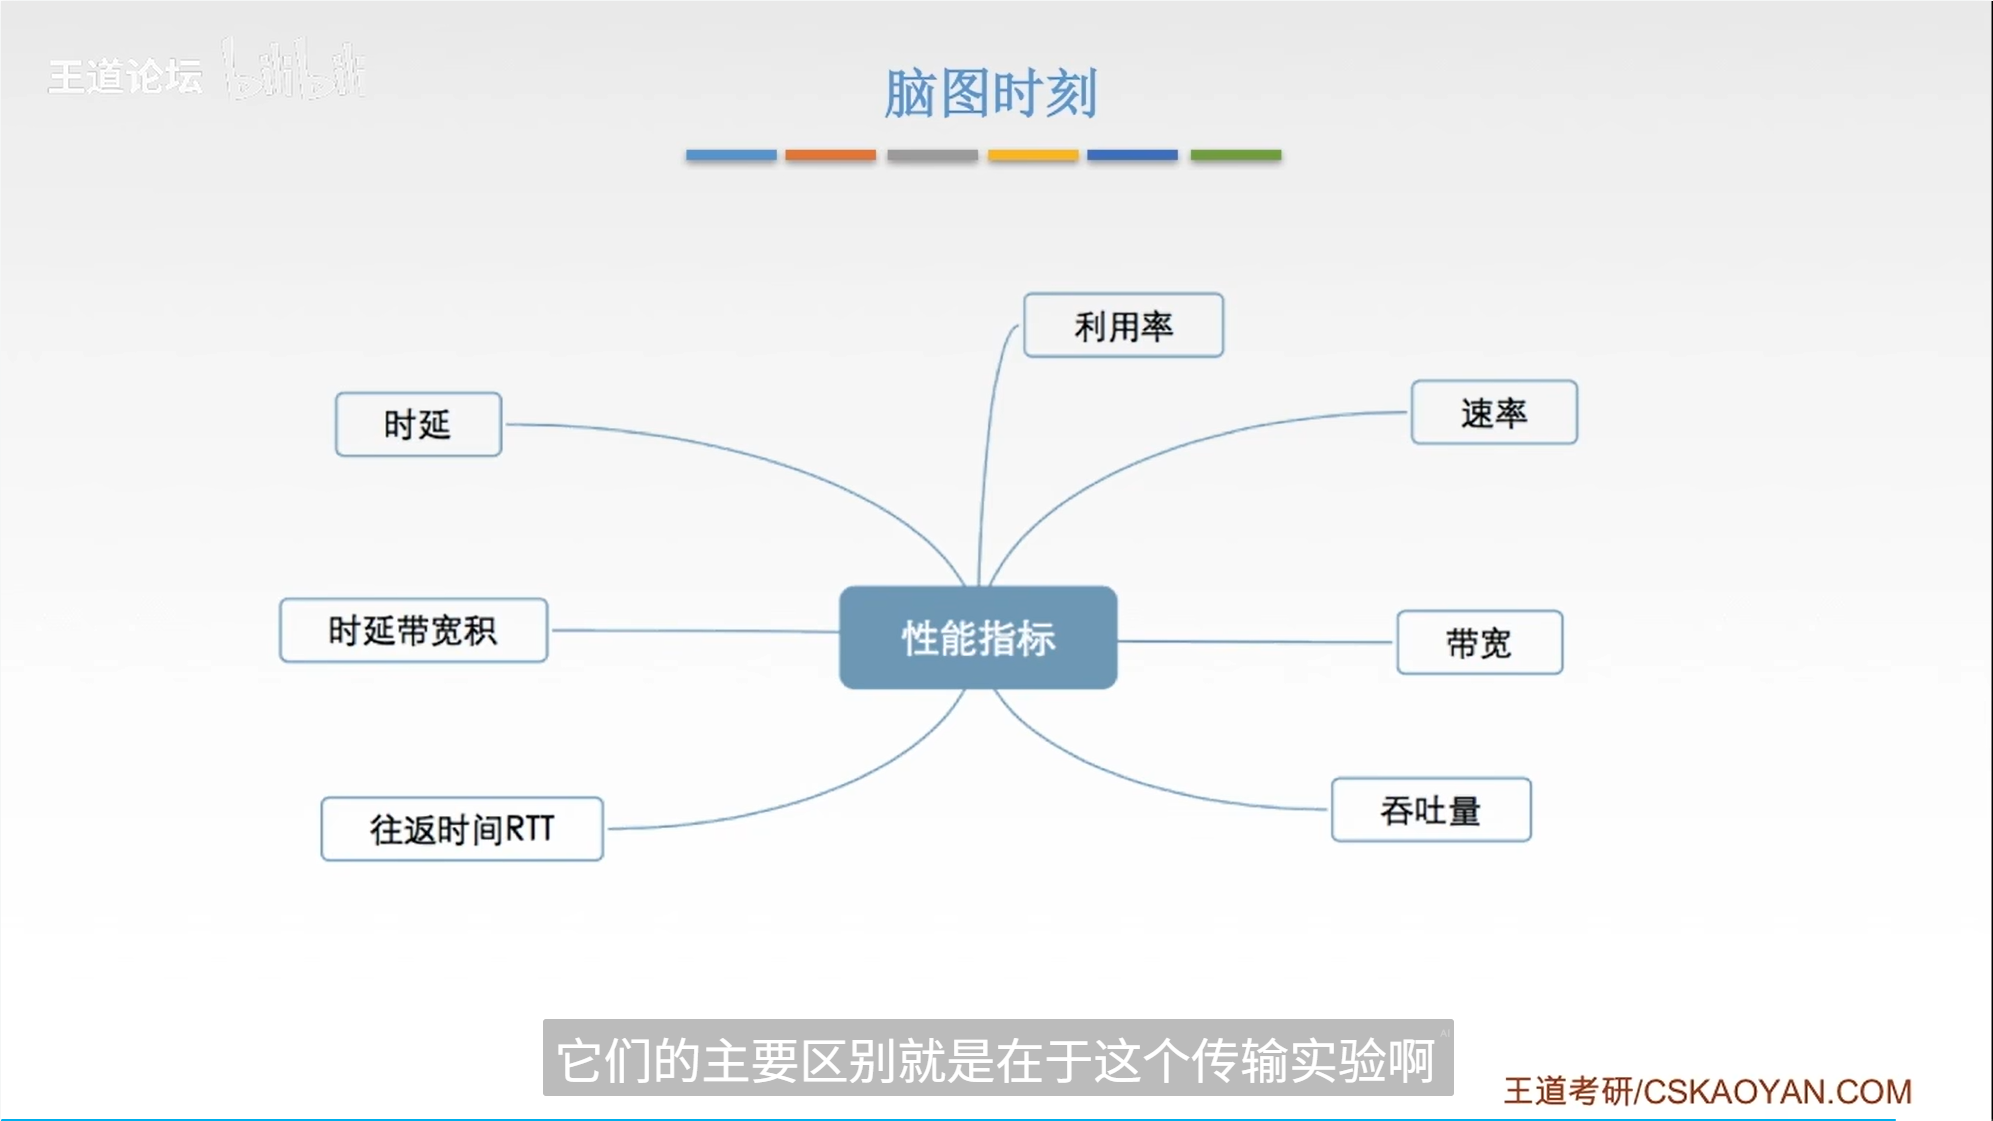 王道论坛 bilibili
脑图时刻
利用率
时延
速率
时延带宽积
性能指标
带宽
往返时间RTT
吞吐量
它们的主要区别就是在于这个传输实验啊
AI
王道考研/CSKAOYAN.COM